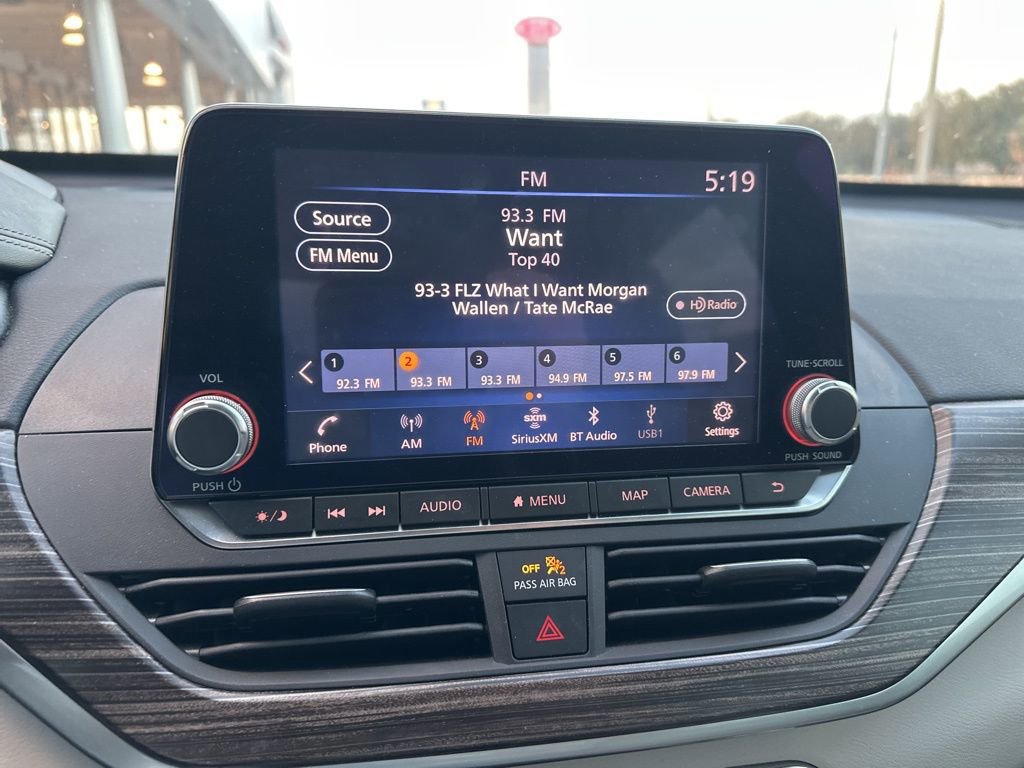 FM
5:19
Source
93.3 FM
Want
FM Menu
Top 40
93-3 FLZ What I Want Morgan
Wallen / Tate McRae
HD Radio
1
2
3
4
5
6
92.3 FM
93.3 FM
93.3 FM
94.9 FM
97.5 FM
97.9 FM
Phone
AM
FM
sxm
SiriusXM
BT Audio
USB1
Settings
VOL
PUSH
TUNE·SCROLL
PUSH SOUND
AUDIO
MENU
MAP
CAMERA
OFF
2
PASS AIR BAG